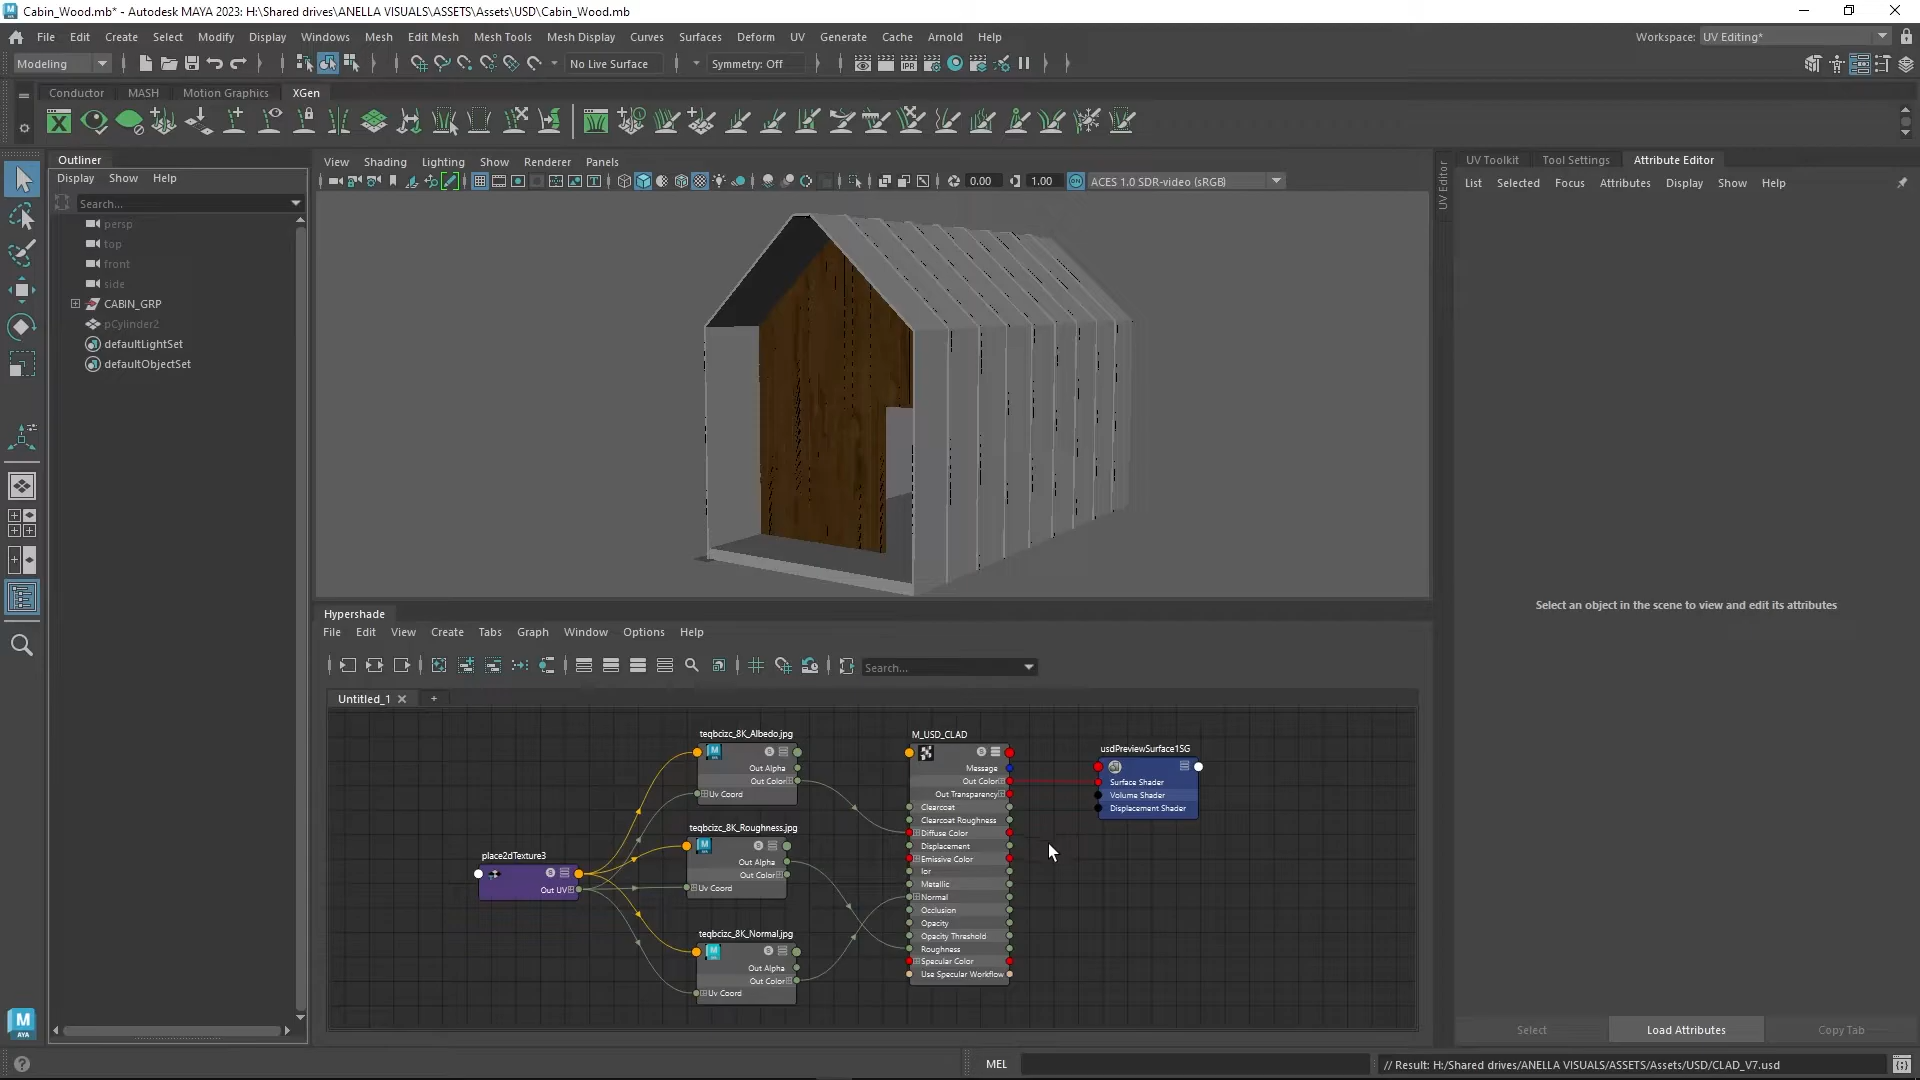 Cabin_Wood.mb* - Autodesk MAYA 2023: H:\Shared drives\ANELLA VISUALS\ASSETS\Assets\USD\Cabin_Wood.mb
File Edit Create Select Modify Display Windows Mesh Edit Mesh Mesh Tools Mesh Display Curves Surfaces Deform UV Generate Cache Arnold Help
Workspace: UV Editing*
Modeling
No Live Surface
Symmetry: Off
IPR
Conductor MASH Motion Graphics XGen
Outliner
Display Show Help
Search...
persp
top
front
side
CABIN_GRP
pCylinder2
defaultLightSet
defaultObjectSet
View Shading Lighting Show Renderer Panels
0.00
1.00
ON
ACES 1.0 SDR-video (sRGB)
UV Editor
UV Toolkit Tool Settings Attribute Editor
List Selected Focus Attributes Display Show Help
Select an object in the scene to view and edit its attributes
Select
Load Attributes
Copy Tab
Hypershade
File Edit View Create Tabs Graph Window Options Help
Search...
Untitled_1
place2dTexture3
Out UV
teqbcizc_8K_Albedo.jpg
Out Alpha
Out Color
Uv Coord
teqbcizc_8K_Roughness.jpg
Out Alpha
Out Color
Uv Coord
teqbcizc_8K_Normal.jpg
Out Alpha
Out Color
Uv Coord
M_USD_CLAD
Message
Out Color
Out Transparency
Clearcoat
Clearcoat Roughness
Diffuse Color
Displacement
Emissive Color
Ior
Metallic
Normal
Occlusion
Opacity
Opacity Threshold
Roughness
Specular Color
Use Specular Workflow
usdPreviewSurface1SG
Surface Shader
Volume Shader
Displacement Shader
M
AYA
MEL
// Result: H:/Shared drives/ANELLA VISUALS/ASSETS/Assets/USD/CLAD_V7.usd